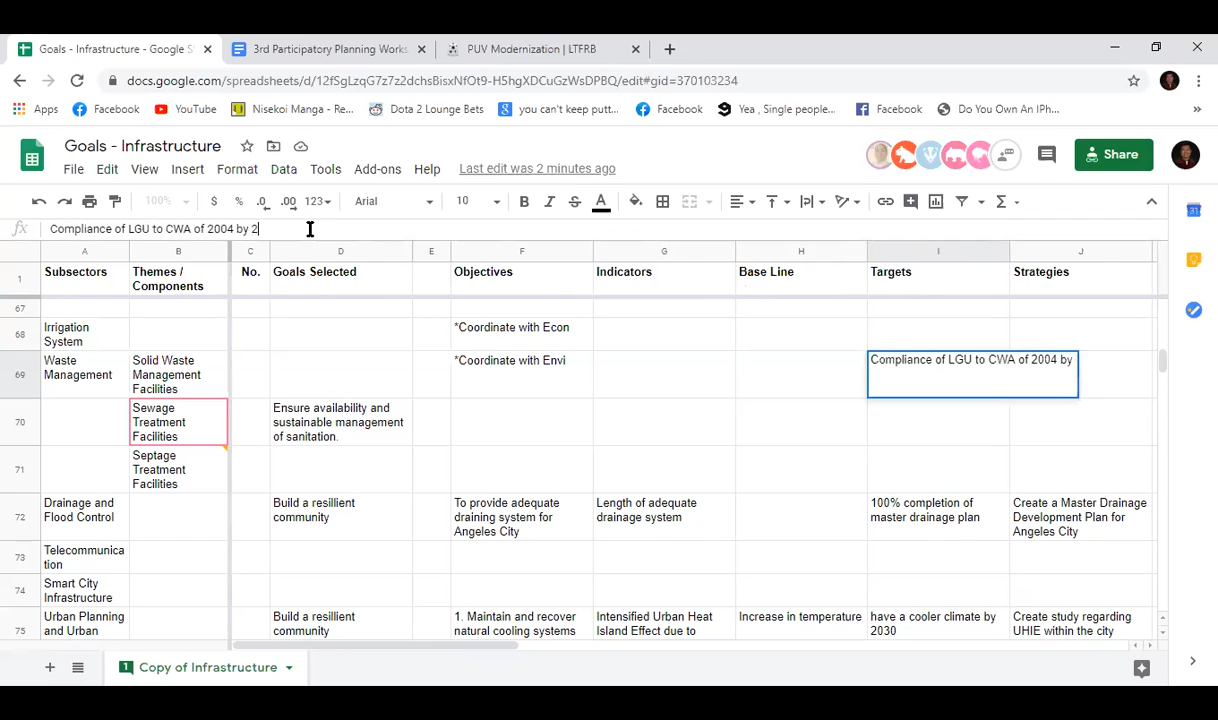 Goals - Infrastructure - Google S
3rd Participatory Planning Works
PUV Modernization | LTFRB
docs.google.com/spreadsheets/d/12fSgLzqG7z7z2dchsBisxNfOt9-H5hgXDCuGzWsDPBQ/edit#gid=370103234
Apps Facebook YouTube Nisekoi Manga - Re... Dota 2 Lounge Bets you can't keep putt... Facebook Yea , Single people... Facebook Do You Own An IPh... »
Goals - Infrastructure
Share
File Edit View Insert Format Data Tools Add-ons Help Last edit was 2 minutes ago
100% $ % .0 .00 123 Arial 10 B I S A
fx Compliance of LGU to CWA of 2004 by 2
31
A B C D E F G H I J
1 Subsectors Themes / Components No. Goals Selected Objectives Indicators Base Line Targets Strategies
67
68 Irrigation System *Coordinate with Econ
69 Waste Management Solid Waste Management Facilities *Coordinate with Envi Compliance of LGU to CWA of 2004 by
70 Sewage Treatment Facilities Ensure availability and sustainable management of sanitation.
71 Septage Treatment Facilities
72 Drainage and Flood Control Build a resillient community To provide adequate draining system for Angeles City Length of adequate drainage system 100% completion of master drainage plan Create a Master Drainage Development Plan for Angeles City
73 Telecommunica tion
74 Smart City Infrastructure
75 Urban Planning and Urban Build a resillient community 1. Maintain and recover natural cooling systems Intensified Urban Heat Island Effect due to Increase in temperature have a cooler climate by 2030 Create study regarding UHIE within the city
1 Copy of Infrastructure